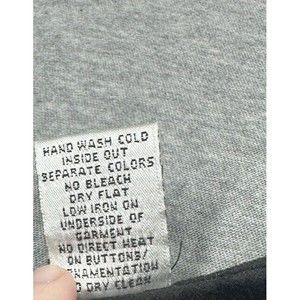 HAND WASH COLD
INSIDE OUT
SEPARATE COLORS
NO BLEACH
DRY FLAT
LOW IRON ON
UNDERSIDE OF
GARMENT
NO DIRECT HEAT
ON BUTTONS/
RNAMENTATION
O DRY CLEAN